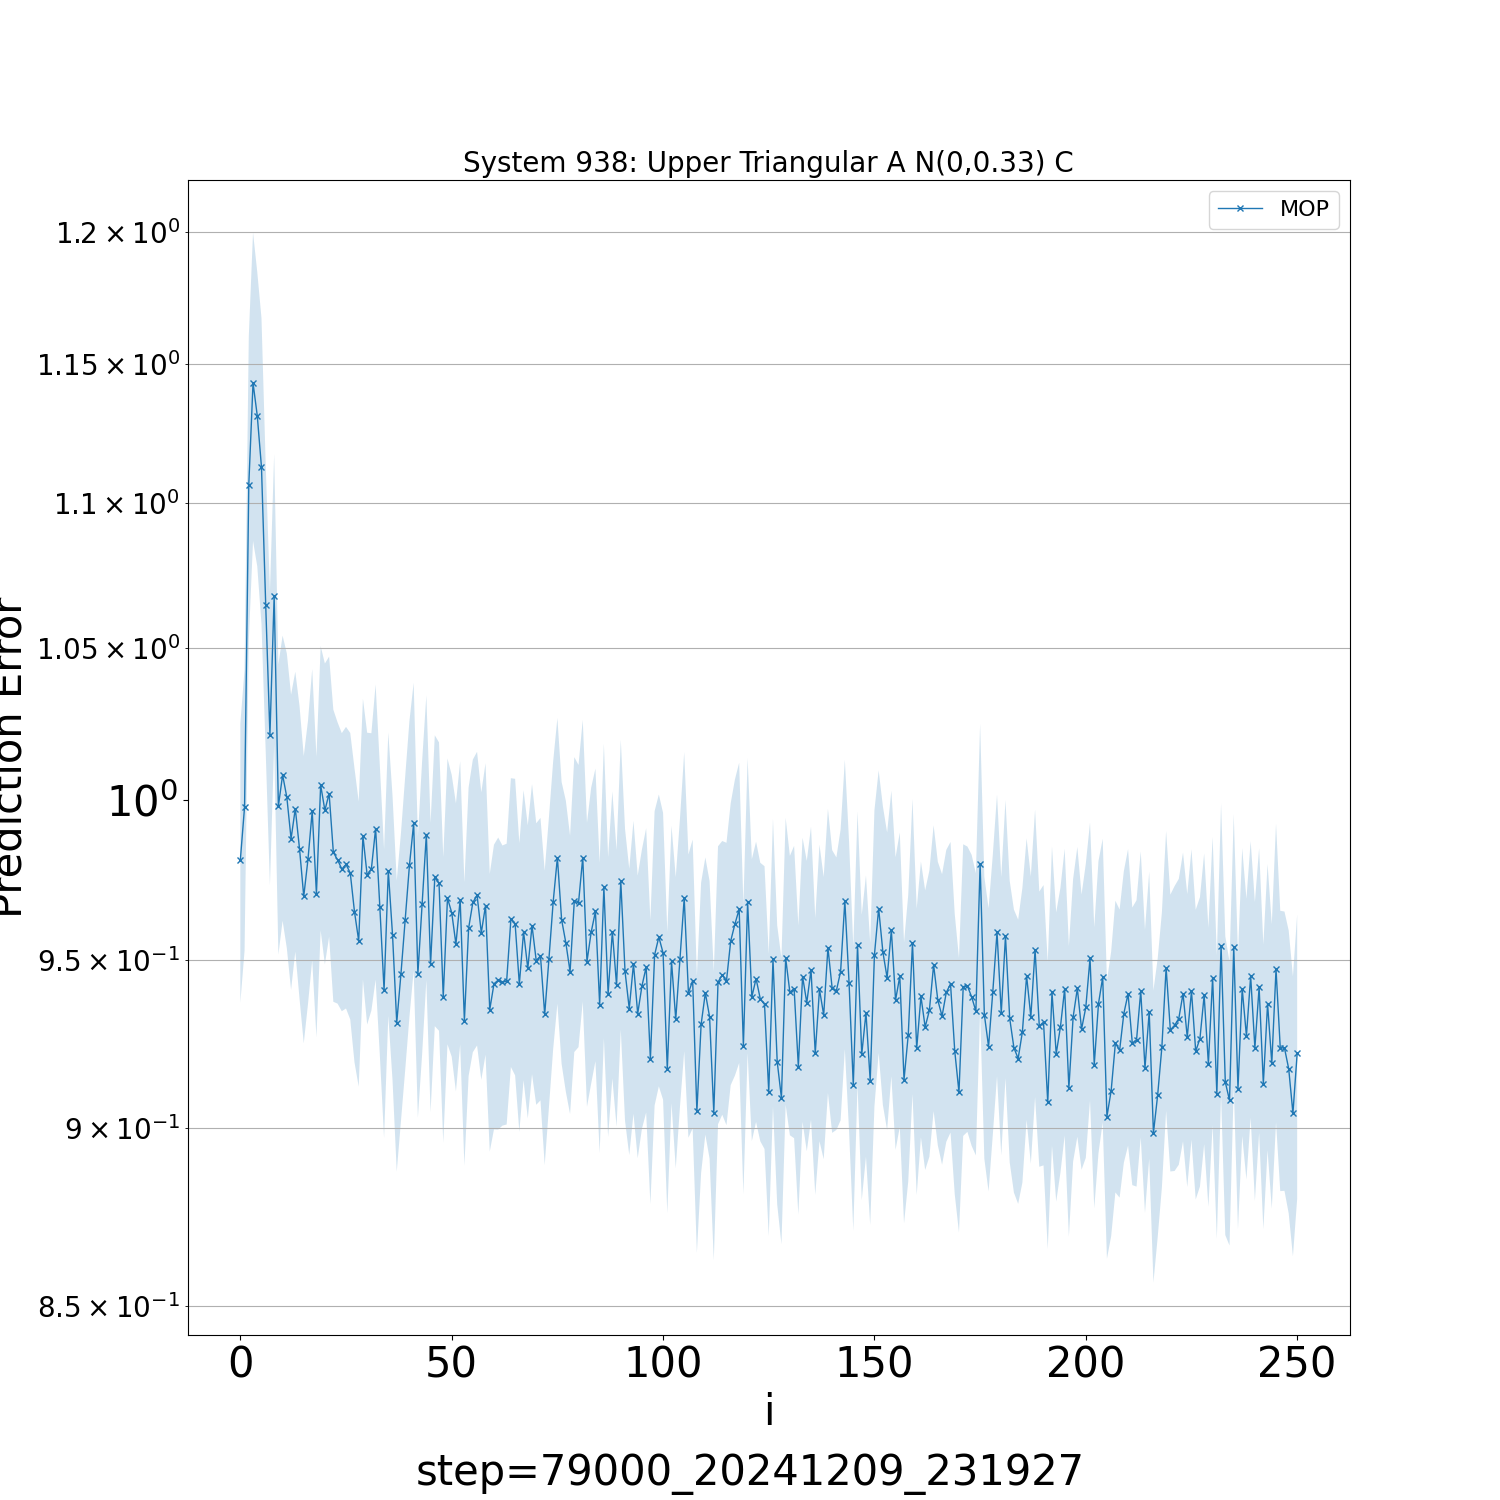 System 938: Upper Triangular A N(0,0.33) C
MOP
1.2 × 10⁰
1.15 × 10⁰
1.1 × 10⁰
1.05 × 10⁰
10⁰
9.5 × 10⁻¹
9 × 10⁻¹
8.5 × 10⁻¹
Prediction Error
0 50 100 150 200 250
i
step=79000_20241209_231927